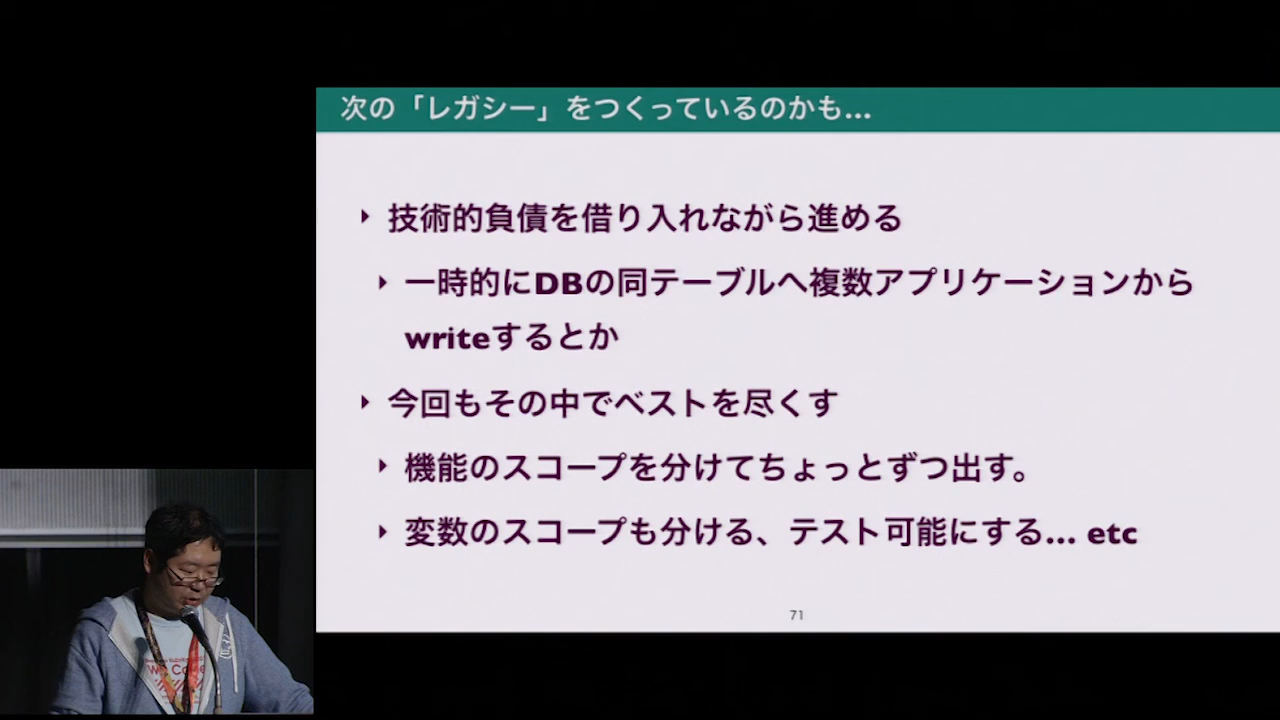 次の「レガシー」をつくっているのかも...
技術的負債を借り入れながら進める
一時的にDBの同テーブルへ複数アプリケーションから
writeするとか
今回もその中でベストを尽くす
機能のスコープを分けてちょっとずつ出す。
変数のスコープも分ける、テスト可能にする... etc
71
We Code